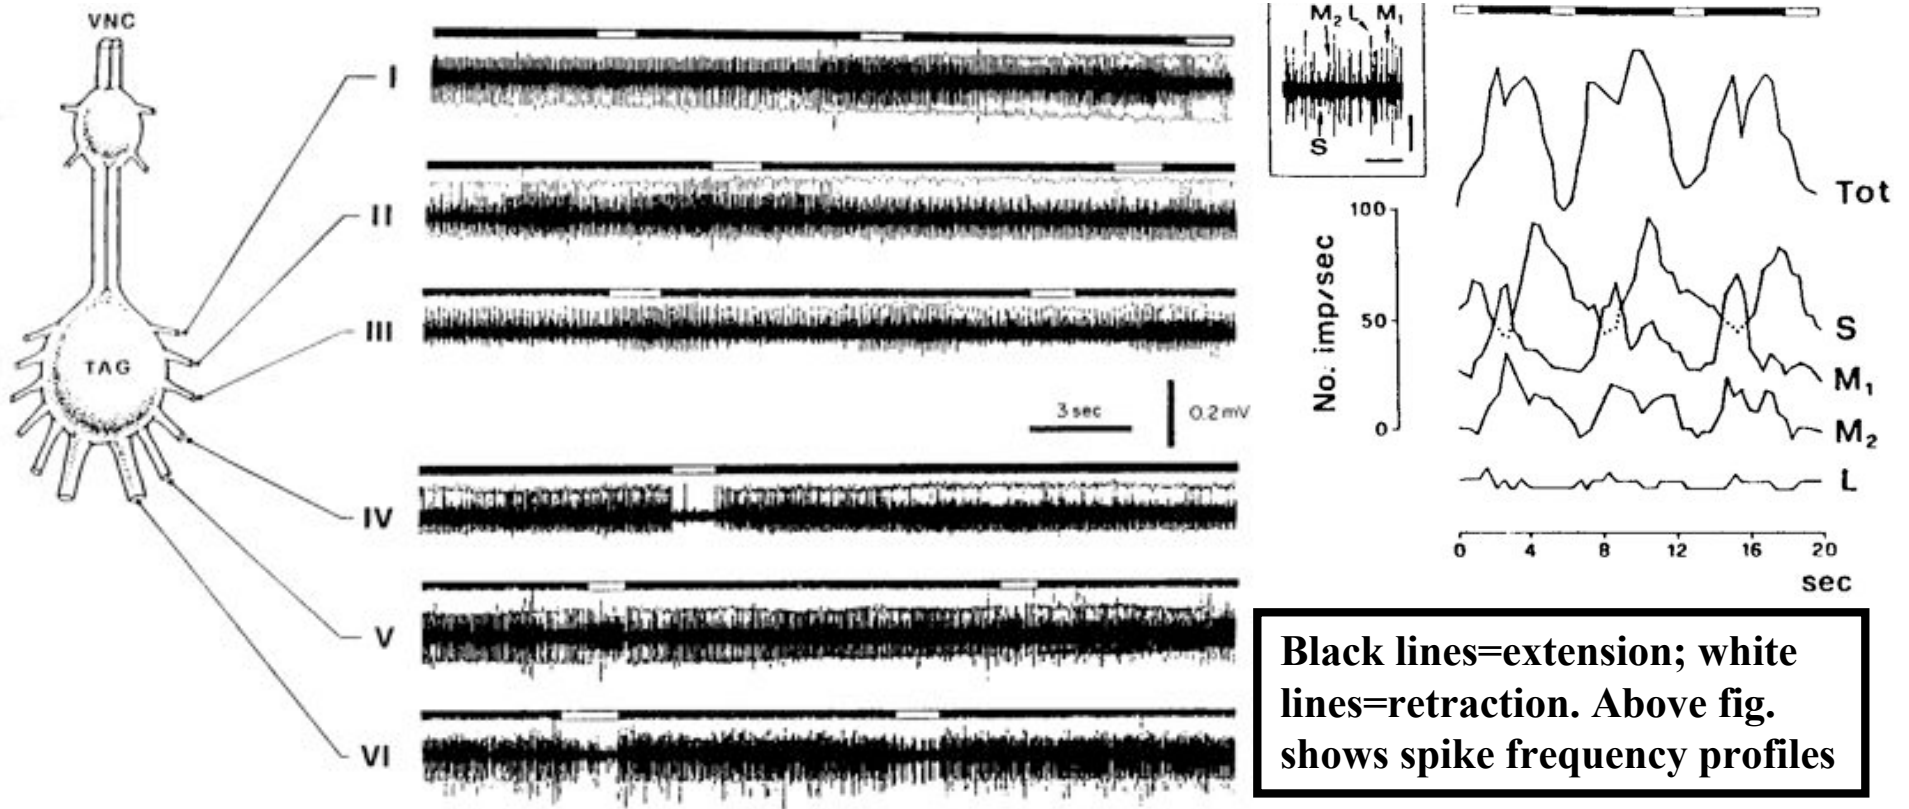 VNC
TAG
I
II
III
3 sec
0.2 mV
IV
V
VI
M2 L M1
S
Tot
100
50
0
No. imp/sec
S
M1
M2
L
0 4 8 12 16 20
sec
Black lines=extension; white
lines=retraction. Above fig.
shows spike frequency profiles